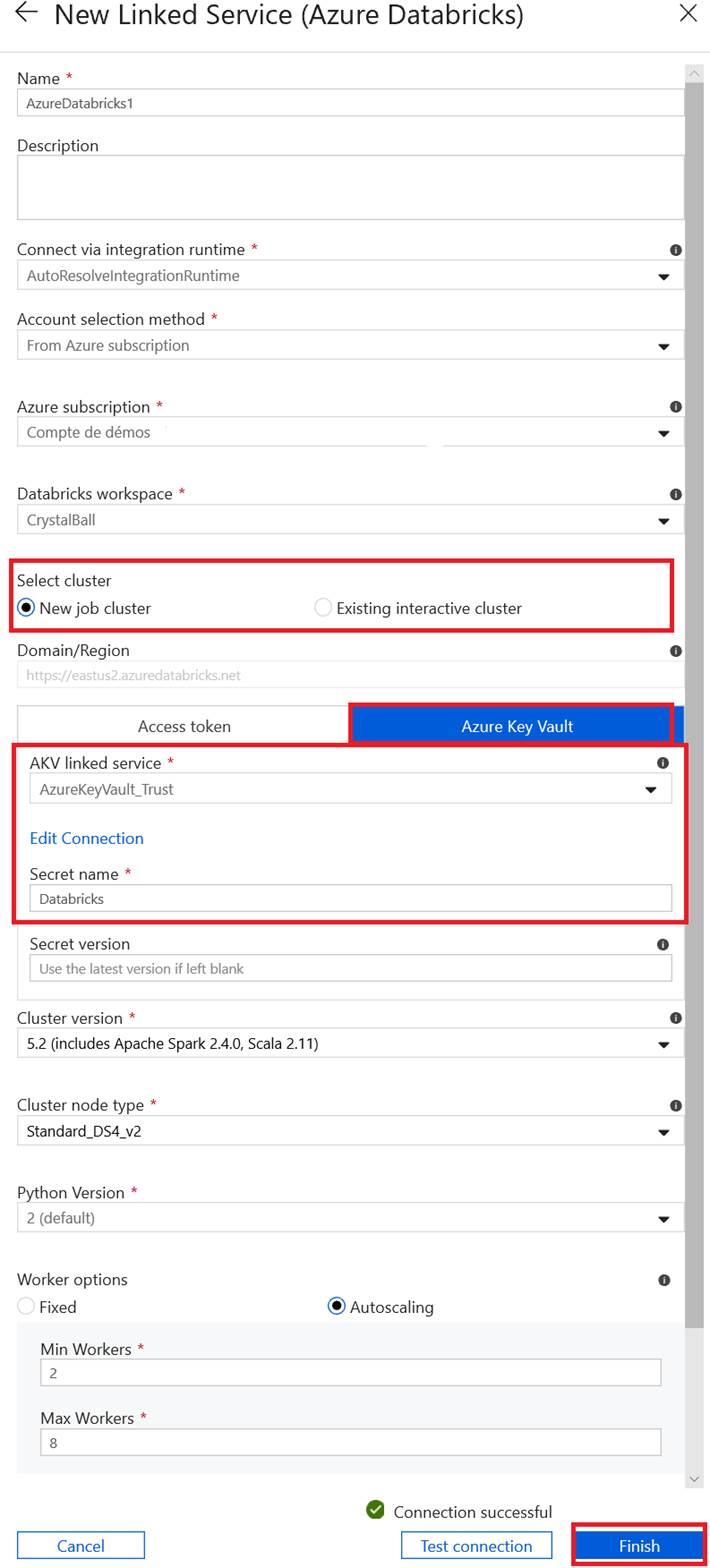 New Linked Service (Azure Databricks)
Name *
AzureDatabricks1
Description
Connect via integration runtime *
AutoResolveIntegrationRuntime
Account selection method *
From Azure subscription
Azure subscription *
Compte de démos
Databricks workspace *
CrystalBall
Select cluster
New job cluster Existing interactive cluster
Domain/Region
https://eastus2.azuredatabricks.net
Access token Azure Key Vault
AKV linked service *
AzureKeyVault_Trust
Edit Connection
Secret name *
Databricks
Secret version
Use the latest version if left blank
Cluster version *
5.2 (includes Apache Spark 2.4.0, Scala 2.11)
Cluster node type *
Standard_DS4_v2
Python Version *
2 (default)
Worker options
Fixed Autoscaling
Min Workers *
2
Max Workers *
8
Connection successful
Cancel Test connection Finish